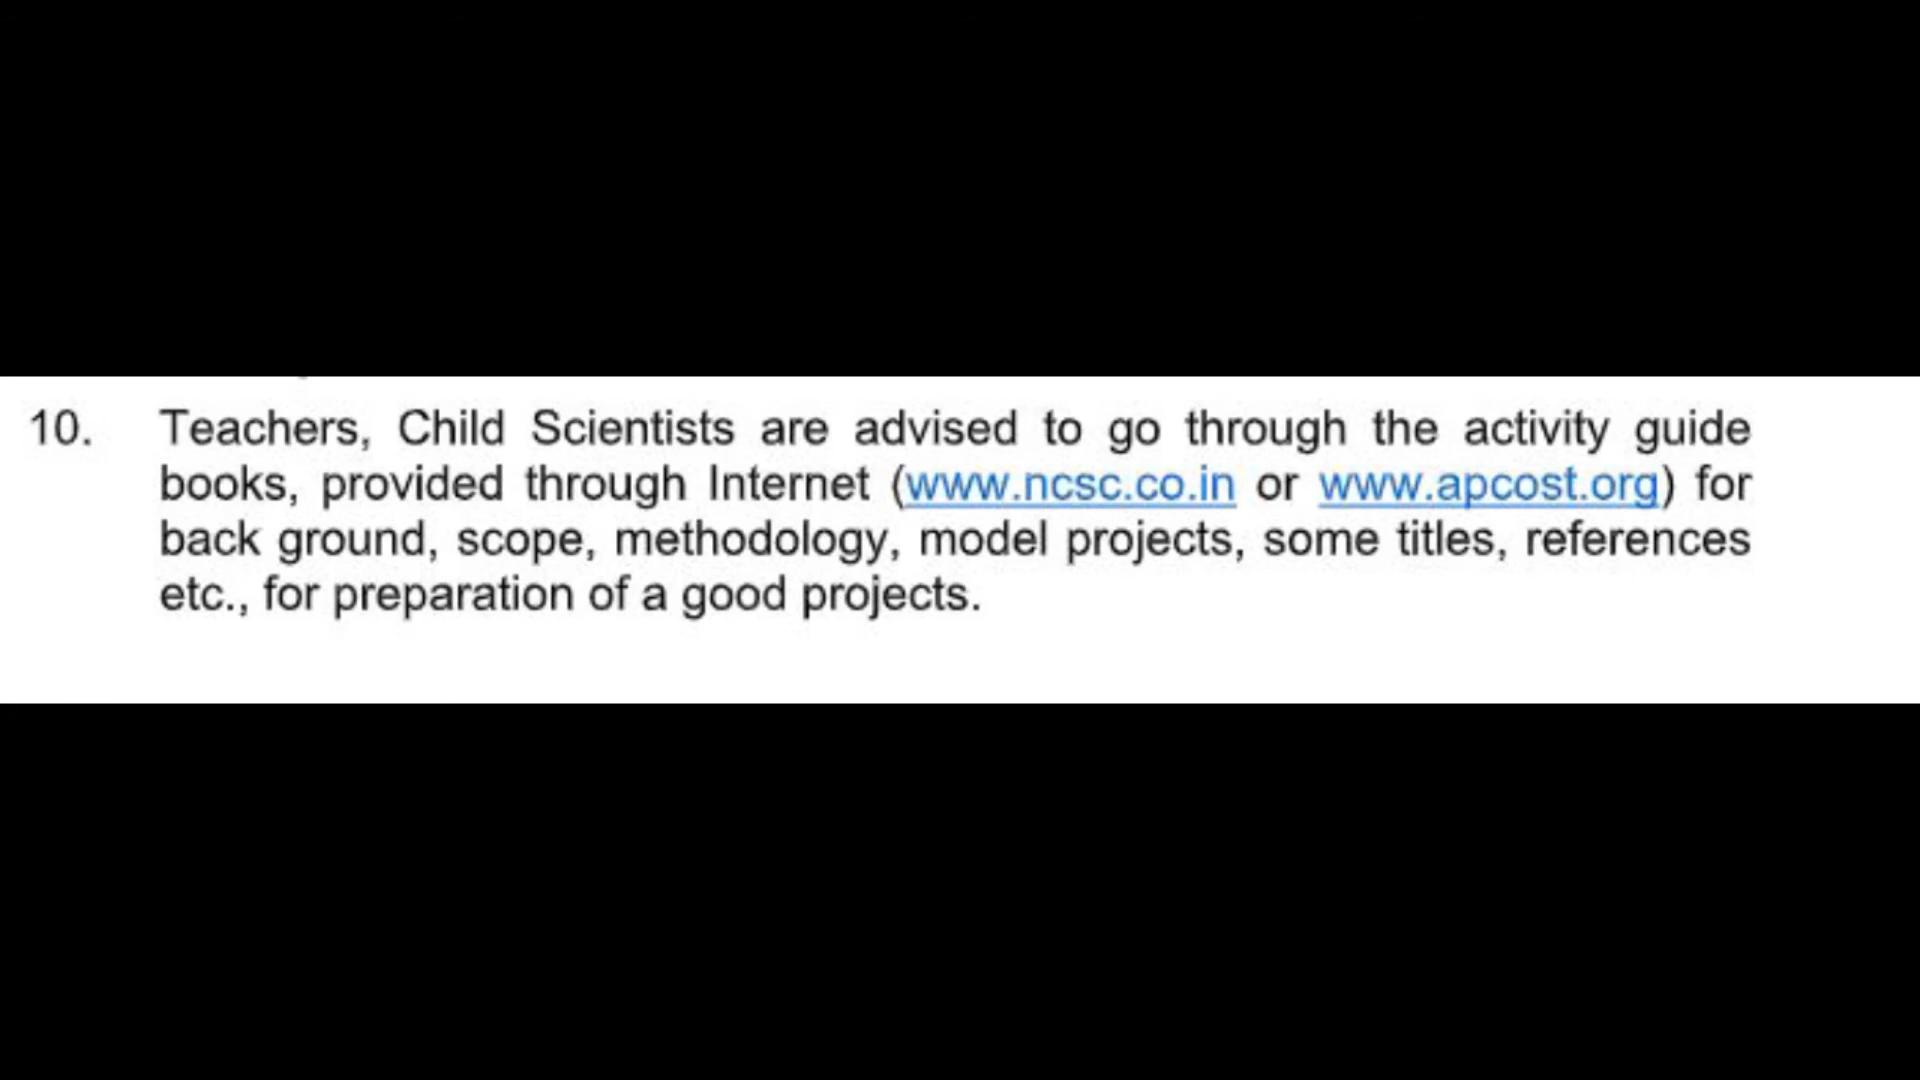 10. Teachers, Child Scientists are advised to go through the activity guide
books, provided through Internet (www.ncsc.co.in or www.apcost.org) for
back ground, scope, methodology, model projects, some titles, references
etc., for preparation of a good projects.